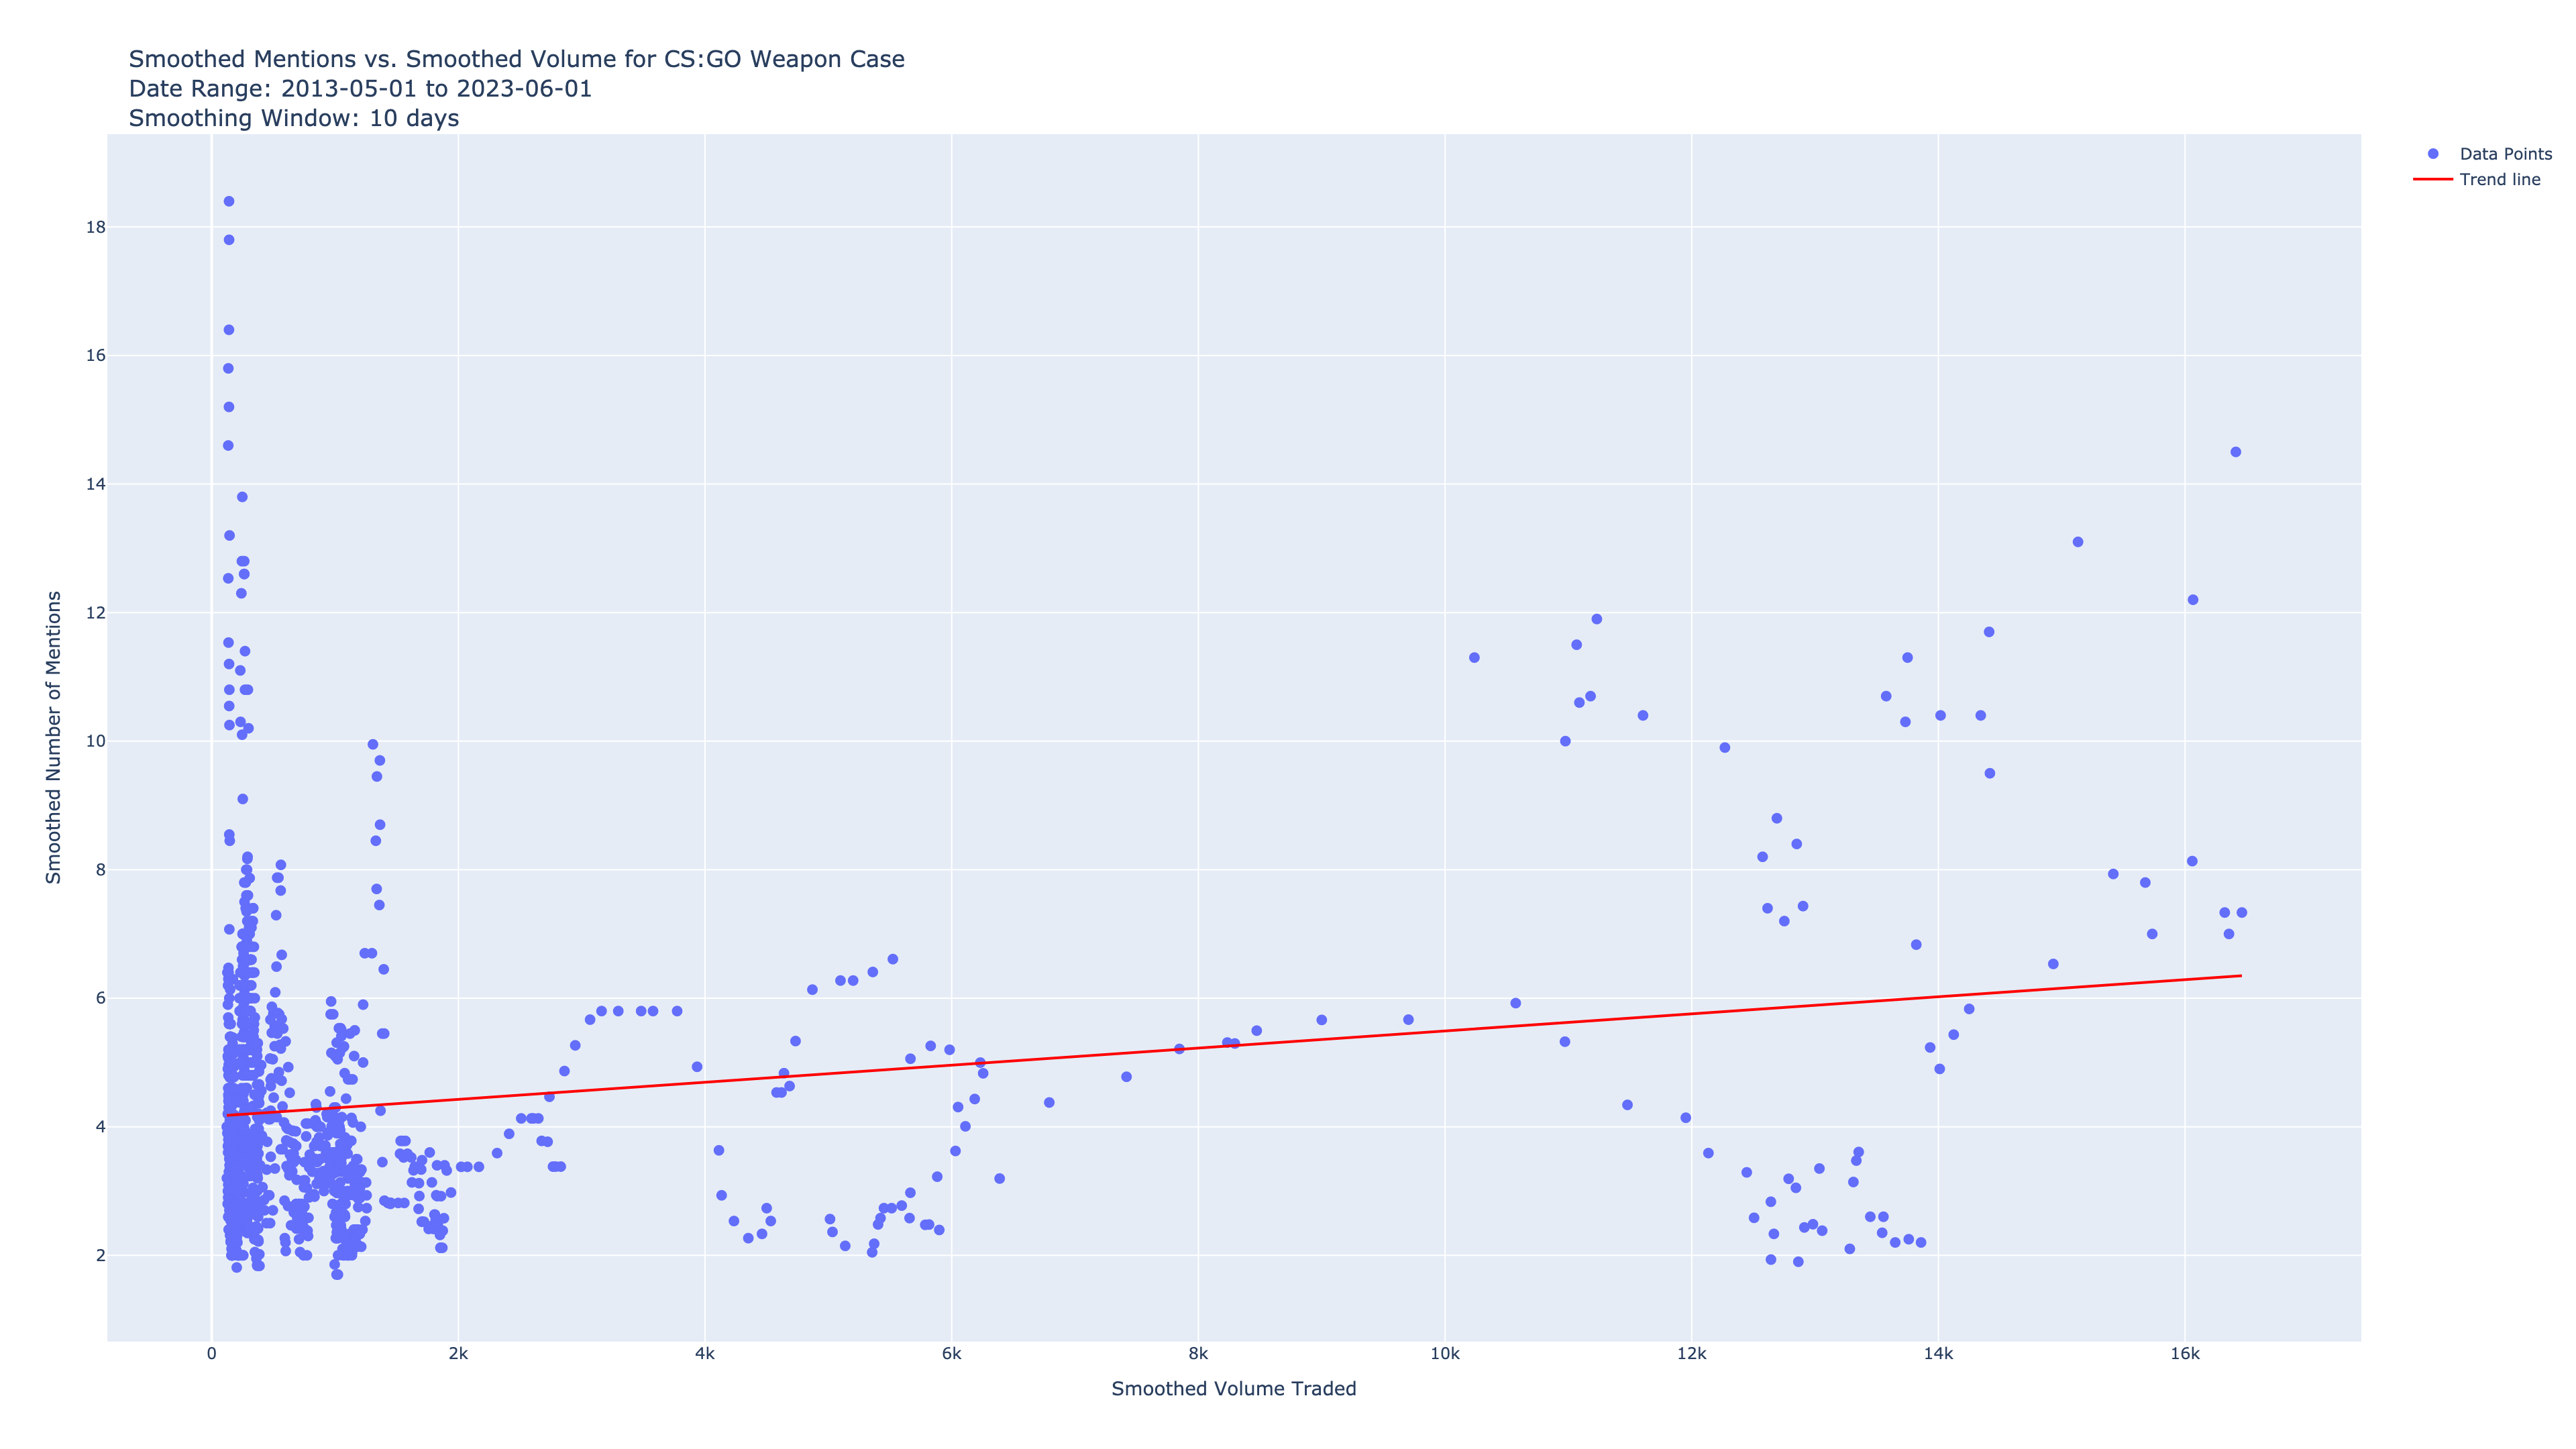 Smoothed Mentions vs. Smoothed Volume for CS:GO Weapon Case
Date Range: 2013-05-01 to 2023-06-01
Smoothing Window: 10 days
Data Points
Trend line
18
16
14
12
10
8
6
4
2
Smoothed Number of Mentions
0
2k
4k
6k
8k
10k
12k
14k
16k
Smoothed Volume Traded